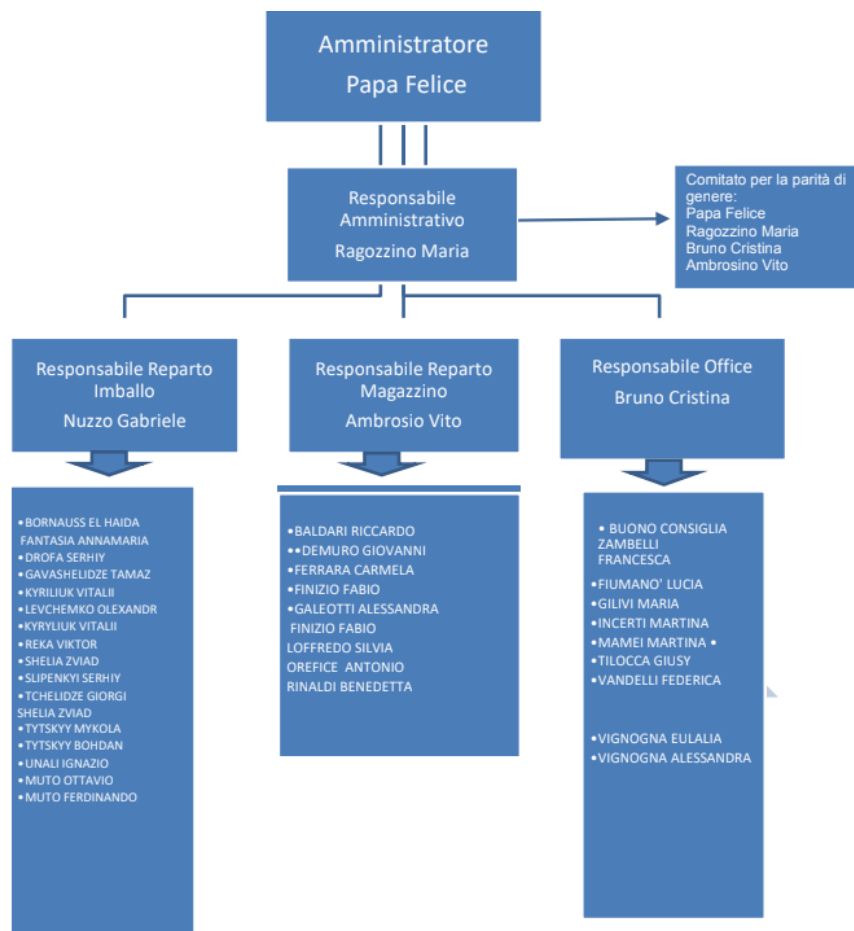 Amministratore
Papa Felice
Responsabile
Amministrativo
Ragozzino Maria
Comitato per la parità di
genere:
Papa Felice
Ragozzino Maria
Bruno Cristina
Ambrosino Vito
Responsabile Reparto
Imballo
Nuzzo Gabriele
Responsabile Reparto
Magazzino
Ambrosio Vito
Responsabile Office
Bruno Cristina
•BORNAUSS EL HAIDA
FANTASIA ANNAMARIA
•DROFA SERHIY
•GAVASHELIDZE TAMAZ
•KYRILIUK VITALII
•LEVCHEMKO OLEXANDR
•KYRYLIUK VITALII
•REKA VIKTOR
•SHELIA ZVIAD
•SLIPENKYI SERHIY
•TCHELIDZE GIORGI
SHELIA ZVIAD
•TYTSKYY MYKOLA
•TYTSKYY BOHDAN
•UNALI IGNAZIO
•MUTO OTTAVIO
•MUTO FERDINANDO
•BALDARI RICCARDO
••DEMURO GIOVANNI
•FERRARA CARMELA
•FINIZIO FABIO
•GALEOTTI ALESSANDRA
FINIZIO FABIO
LOFFREDO SILVIA
OREFICE ANTONIO
RINALDI BENEDETTA
• BUONO CONSIGLIA
ZAMBELLI
FRANCESCA
•FIUMANO' LUCIA
•GILIVI MARIA
•INCERTI MARTINA
•MAMEI MARTINA •
•TILOCCA GIUSY
•VANDELLI FEDERICA
•VIGNOGNA EULALIA
•VIGNOGNA ALESSANDRA